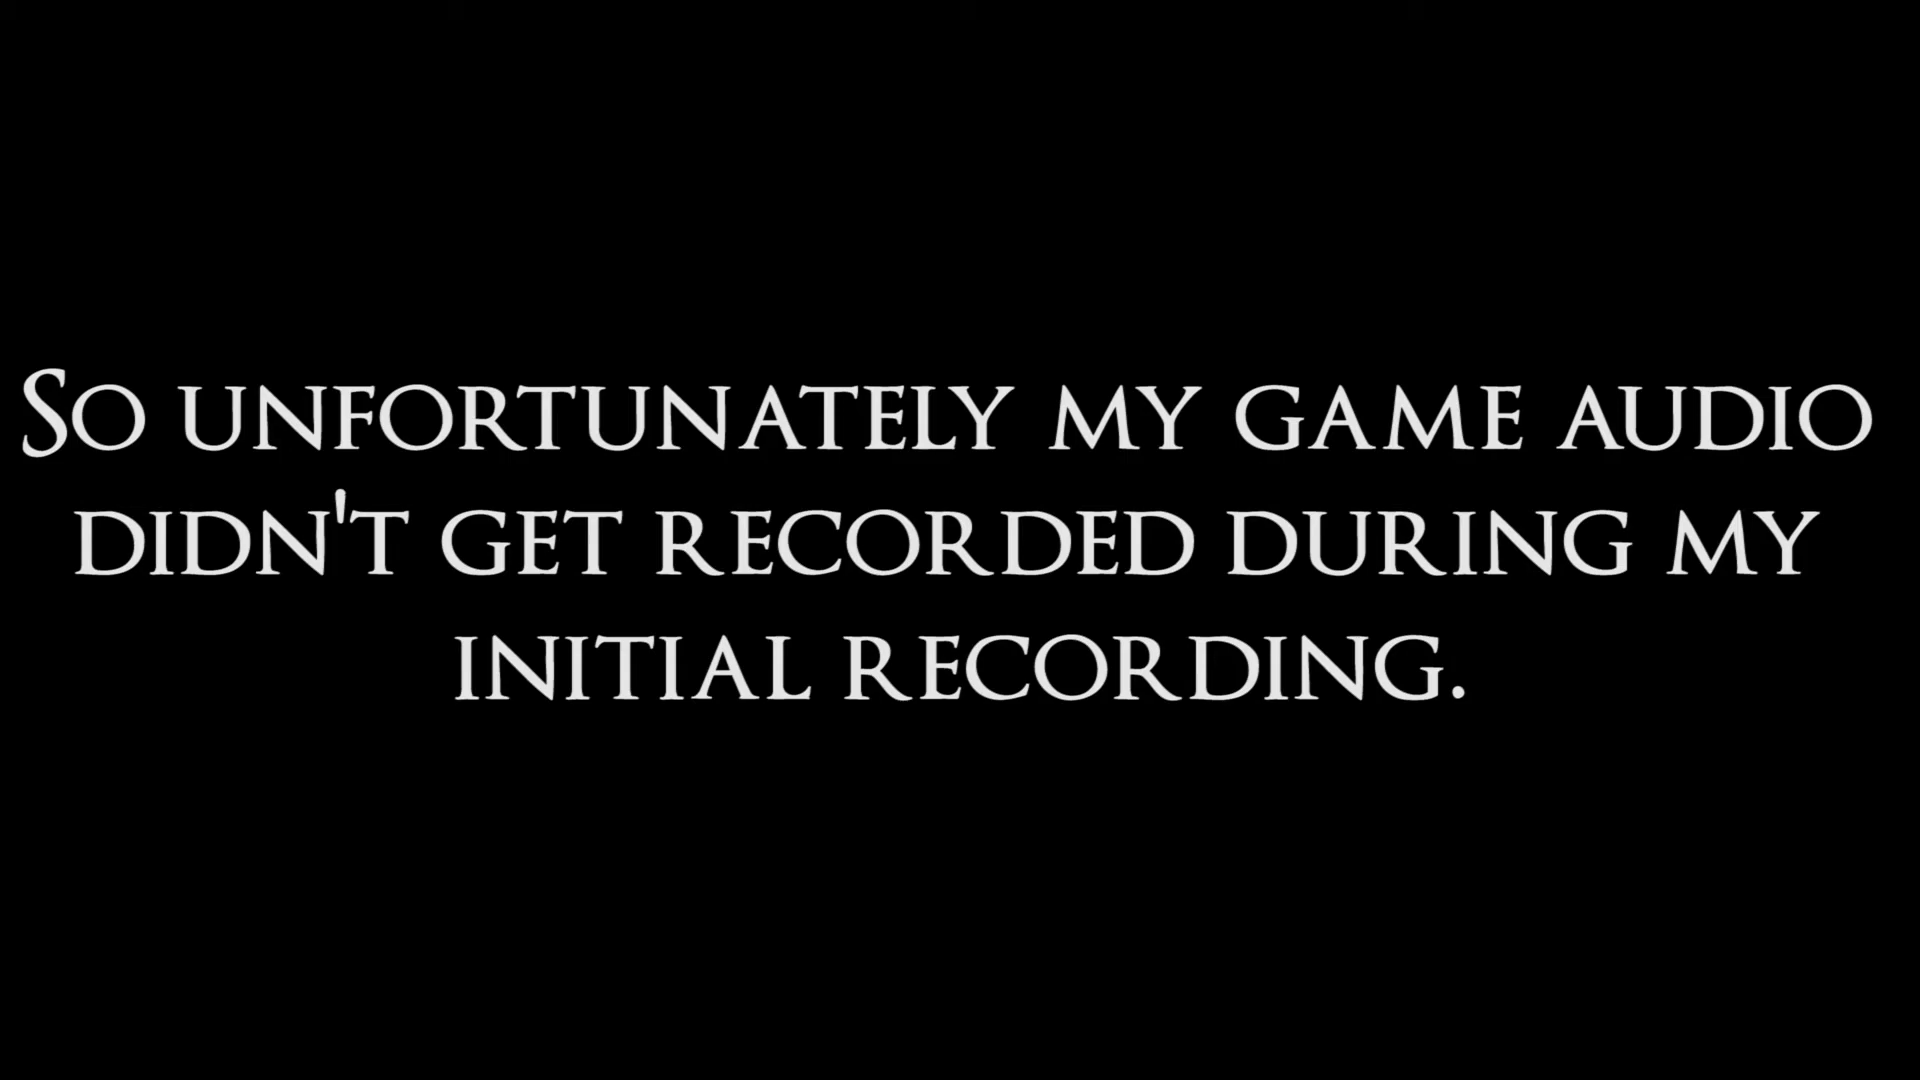 So unfortunately my game audio
didn't get recorded during my
initial recording.